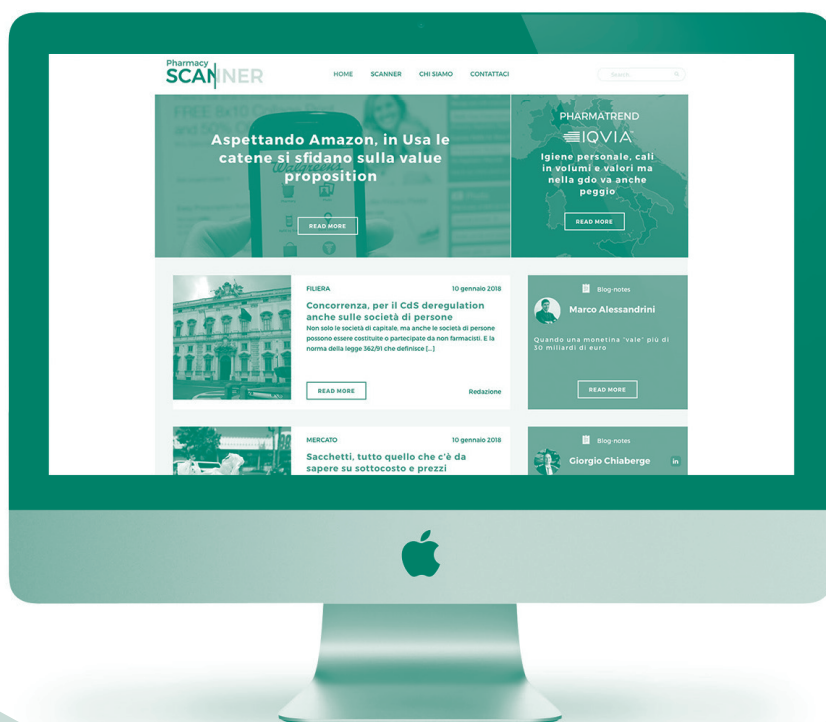 Pharmacy
SCANNER
HOME SCANNER CHI SIAMO CONTATTACI
Search
FREE 8x10
Aspettando Amazon, in Usa le
catene si sfidano sulla value
proposition
Walgreens
READ MORE
PHARMATREND
IQVIA
Igiene personale, cali
in volumi e valori ma
nella gdo va anche
peggio
READ MORE
FILIERA 10 gennaio 2018
Concorrenza, per il CdS deregulation
anche sulle società di persone
Non solo le società di capitale, ma anche le società di persone
possono essere costituite o partecipate da non farmacisti. E la
norma della legge 362/91 che definisce [...]
READ MORE Redazione
Blog-notes
Marco Alessandrini
Quando una monetina "vale" più di
30 miliardi di euro
READ MORE
MERCATO 10 gennaio 2018
Sacchetti, tutto quello che c'è da
sapere su sottocosto e prezzi
Blog-notes
Giorgio Chiaberge in